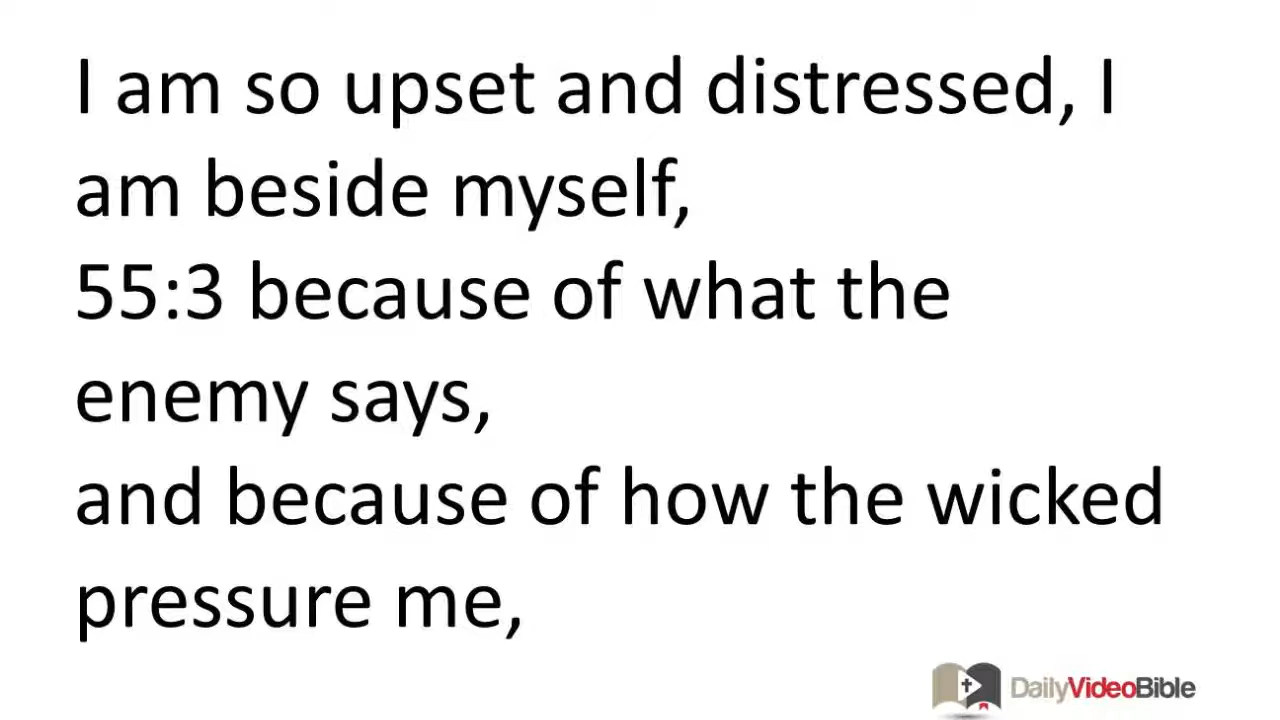 I am so upset and distressed, I
am beside myself,
55:3 because of what the
enemy says,
and because of how the wicked
pressure me,
DailyVideoBible